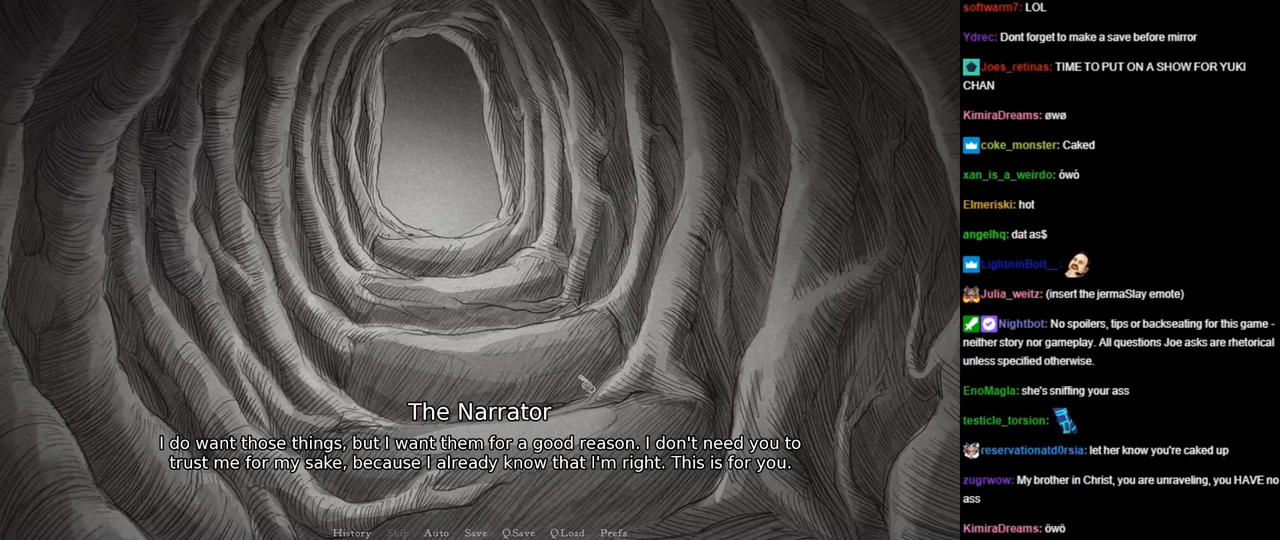 The Narrator
I do want those things, but I want them for a good reason. I don't need you to
trust me for my sake, because I already know that I'm right. This is for you.
History Skip Auto Save Q.Save Q.Load Prefs
softwarm7: LOL
Ydrec: Dont forget to make a save before mirror
Joes_retinas: TIME TO PUT ON A SHOW FOR YUKI
CHAN
KimiraDreams: øwø
coke_monster: Caked
xan_is_a_weirdo: ówó
Elmeriski: hot
angelhq: dat as$
LightninBolt__:
Julia_weitz: (insert the jermaSlay emote)
Nightbot: No spoilers, tips or backseating for this game -
neither story nor gameplay. All questions Joe asks are rhetorical
unless specified otherwise.
EnoMagla: she's sniffing your ass
testicle_torsion:
reservationatd0rsia: let her know you're caked up
zugrwow: My brother in Christ, you are unraveling, you HAVE no
ass
KimiraDreams: öwö